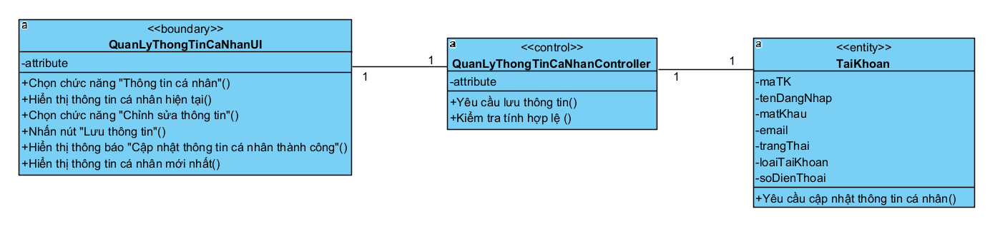 a
<<boundary>>
QuanLyThongTinCaNhanUI
-attribute
+Chọn chức năng "Thông tin cá nhân"()
+Hiển thị thông tin cá nhân hiện tại()
+Chọn chức năng "Chỉnh sửa thông tin"()
+Nhấn nút "Lưu thông tin"()
+Hiển thị thông báo "Cập nhật thông tin cá nhân thành công"()
+Hiển thị thông tin cá nhân mới nhất()
1
1
a
<<control>>
QuanLyThongTinCaNhanController
-attribute
+Yêu cầu lưu thông tin()
+Kiểm tra tính hợp lệ ()
1
1
a
<<entity>>
TaiKhoan
-maTK
-tenDangNhap
-matKhau
-email
-trangThai
-loaiTaiKhoan
-soDienThoai
+Yêu cầu cập nhật thông tin cá nhân()